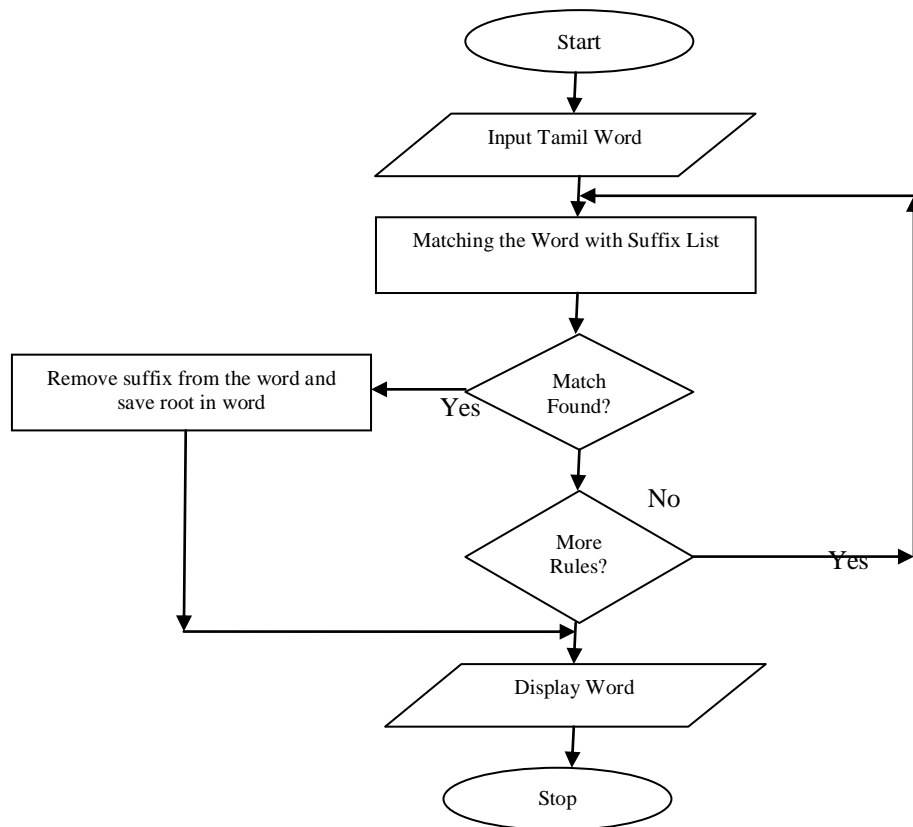 Start
Input Tamil Word
Matching the Word with Suffix List
Match
Found?
Yes
Remove suffix from the word and
save root in word
No
More
Rules?
Yes
Display Word
Stop